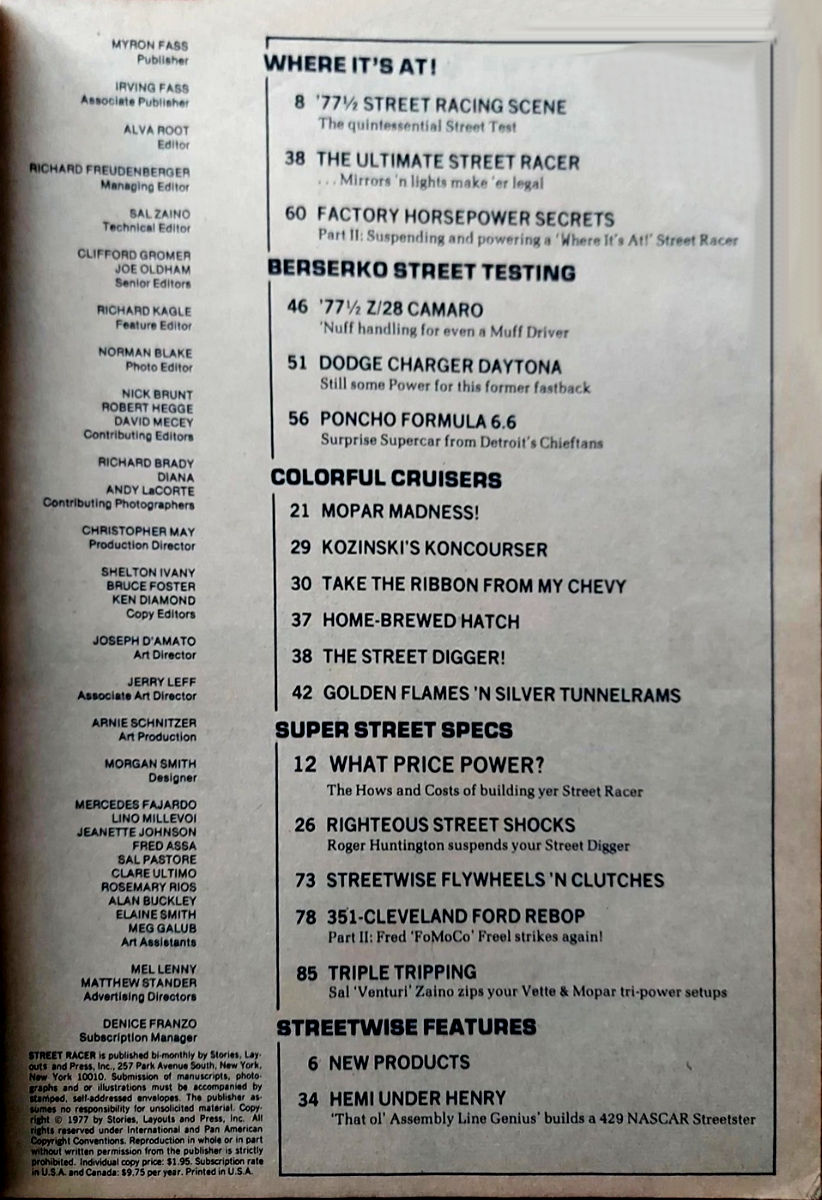 MYRON FASS
Publisher
IRVING FASS
Associate Publisher
ALVA ROOT
Editor
RICHARD FREUDENBERGER
Managing Editor
SAL ZAINO
Technical Editor
CLIFFORD GROMER
JOE OLDHAM
Senior Editors
RICHARD KAGLE
Feature Editor
NORMAN BLAKE
Photo Editor
NICK BRUNT
ROBERT HEGGE
DAVID MECEY
Contributing Editors
RICHARD BRADY
DIANA
ANDY LaCORTE
Contributing Photographers
CHRISTOPHER MAY
Production Director
SHELTON IVANY
BRUCE FOSTER
KEN DIAMOND
Copy Editors
JOSEPH D'AMATO
Art Director
JERRY LEFF
Associate Art Director
ARNIE SCHNITZER
Art Production
MORGAN SMITH
Designer
MERCEDES FAJARDO
LINO MILLEVOI
JEANETTE JOHNSON
FRED ASSA
SAL PASTORE
CLARE ULTIMO
ROSEMARY RIOS
ALAN BUCKLEY
ELAINE SMITH
MEG GALUB
Art Assistants
MEL LENNY
MATTHEW STANDER
Advertising Directors
DENICE FRANZO
Subscription Manager
STREET RACER is published bi-monthly by Stories, Lay-
outs and Press, Inc., 257 Park Avenue South, New York,
New York 10010. Submission of manuscripts, photo-
graphs and or illustrations must be accompanied by
stamped, self-addressed envelopes. The publisher as-
sumes no responsibility for unsolicited material. Copy-
right © 1977 by Stories, Layouts and Press, Inc. All
rights reserved under International and Pan American
Copyright Conventions. Reproduction in whole or in part
without written permission from the publisher is strictly
prohibited. Individual copy price: $1.95. Subscription rate
in U.S.A. and Canada: $9.75 per year. Printed in U.S.A.
WHERE IT'S AT!
8 '77½ STREET RACING SCENE
The quintessential Street Test
38 THE ULTIMATE STREET RACER
...Mirrors 'n lights make 'er legal
60 FACTORY HORSEPOWER SECRETS
Part II: Suspending and powering a 'Where It's At!' Street Racer
BERSERKO STREET TESTING
46 '77½ Z/28 CAMARO
'Nuff handling for even a Muff Driver
51 DODGE CHARGER DAYTONA
Still some Power for this former fastback
56 PONCHO FORMULA 6.6
Surprise Supercar from Detroit's Chieftans
COLORFUL CRUISERS
21 MOPAR MADNESS!
29 KOZINSKI'S KONCOURSER
30 TAKE THE RIBBON FROM MY CHEVY
37 HOME-BREWED HATCH
38 THE STREET DIGGER!
42 GOLDEN FLAMES 'N SILVER TUNNELRAMS
SUPER STREET SPECS
12 WHAT PRICE POWER?
The Hows and Costs of building yer Street Racer
26 RIGHTEOUS STREET SHOCKS
Roger Huntington suspends your Street Digger
73 STREETWISE FLYWHEELS 'N CLUTCHES
78 351-CLEVELAND FORD REBOP
Part II: Fred 'FoMoCo' Freel strikes again!
85 TRIPLE TRIPPING
Sal 'Venturi' Zaino zips your Vette & Mopar tri-power setups
STREETWISE FEATURES
6 NEW PRODUCTS
34 HEMI UNDER HENRY
'That ol' Assembly Line Genius' builds a 429 NASCAR Streetster